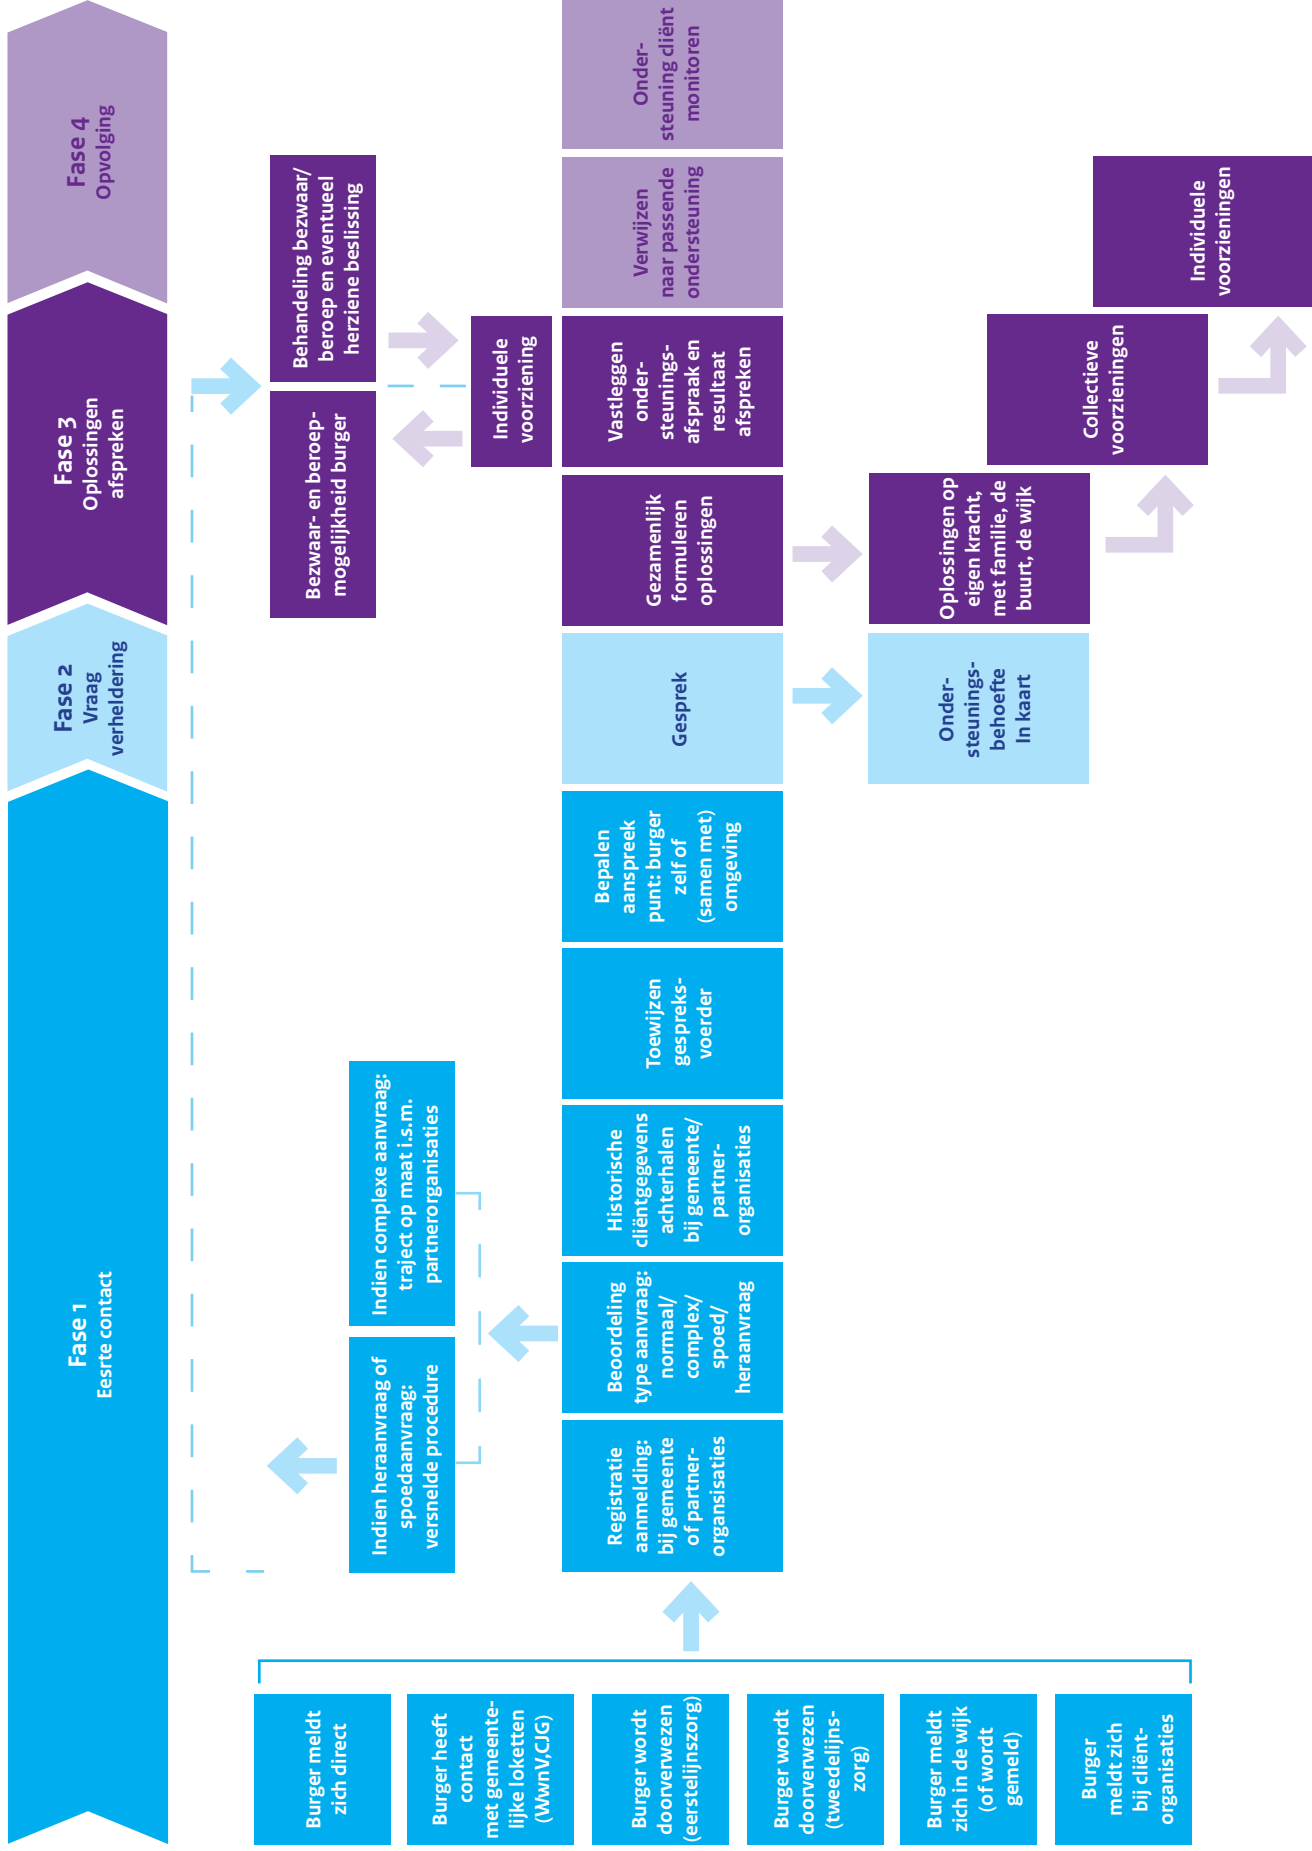 Fase 1
Eesrte contact
Fase 2
Vraag
verheldering
Fase 3
Oplossingen
afspreken
Fase 4
Opvolging
Burger meldt
zich direct
Burger heeft
contact
met gemeente-
lijke loketten
(WwnV,CJG)
Burger wordt
doorverwezen
(eerstelijnszorg)
Burger wordt
doorverwezen
(tweedelijns-
zorg)
Burger meldt
zich in de wijk
(of wordt
gemeld)
Burger
meldt zich
bij cliënt-
organisaties
Indien heraanvraag of
spoedaanvraag:
versnelde procedure
Indien complexe aanvraag:
traject op maat i.s.m.
partnerorganisaties
Registratie
aanmelding:
bij gemeente
of partner-
organsisaties
Beoordeling
type aanvraag:
normaal/
complex/
spoed/
heraanvraag
Historische
cliëntgegevens
achterhalen
bij gemeente/
partner-
organisaties
Toewijzen
gespreks-
voerder
Bepalen
aanspreek
punt: burger
zelf of
(samen met)
omgeving
Gesprek
Onder-
steunings-
behoefte
In kaart
Bezwaar- en beroep-
mogelijkheid burger
Behandeling bezwaar/
beroep en eventueel
herziene beslissing
Individuele
voorziening
Gezamenlijk
formuleren
oplossingen
Vastleggen
onder-
steunings-
afspraak en
resultaat
afspreken
Verwijzen
naar passende
ondersteuning
Onder-
steuning cliënt
monitoren
Oplossingen op
eigen kracht,
met familie, de
buurt, de wijk
Collectieve
voorzieningen
Individuele
voorzieningen